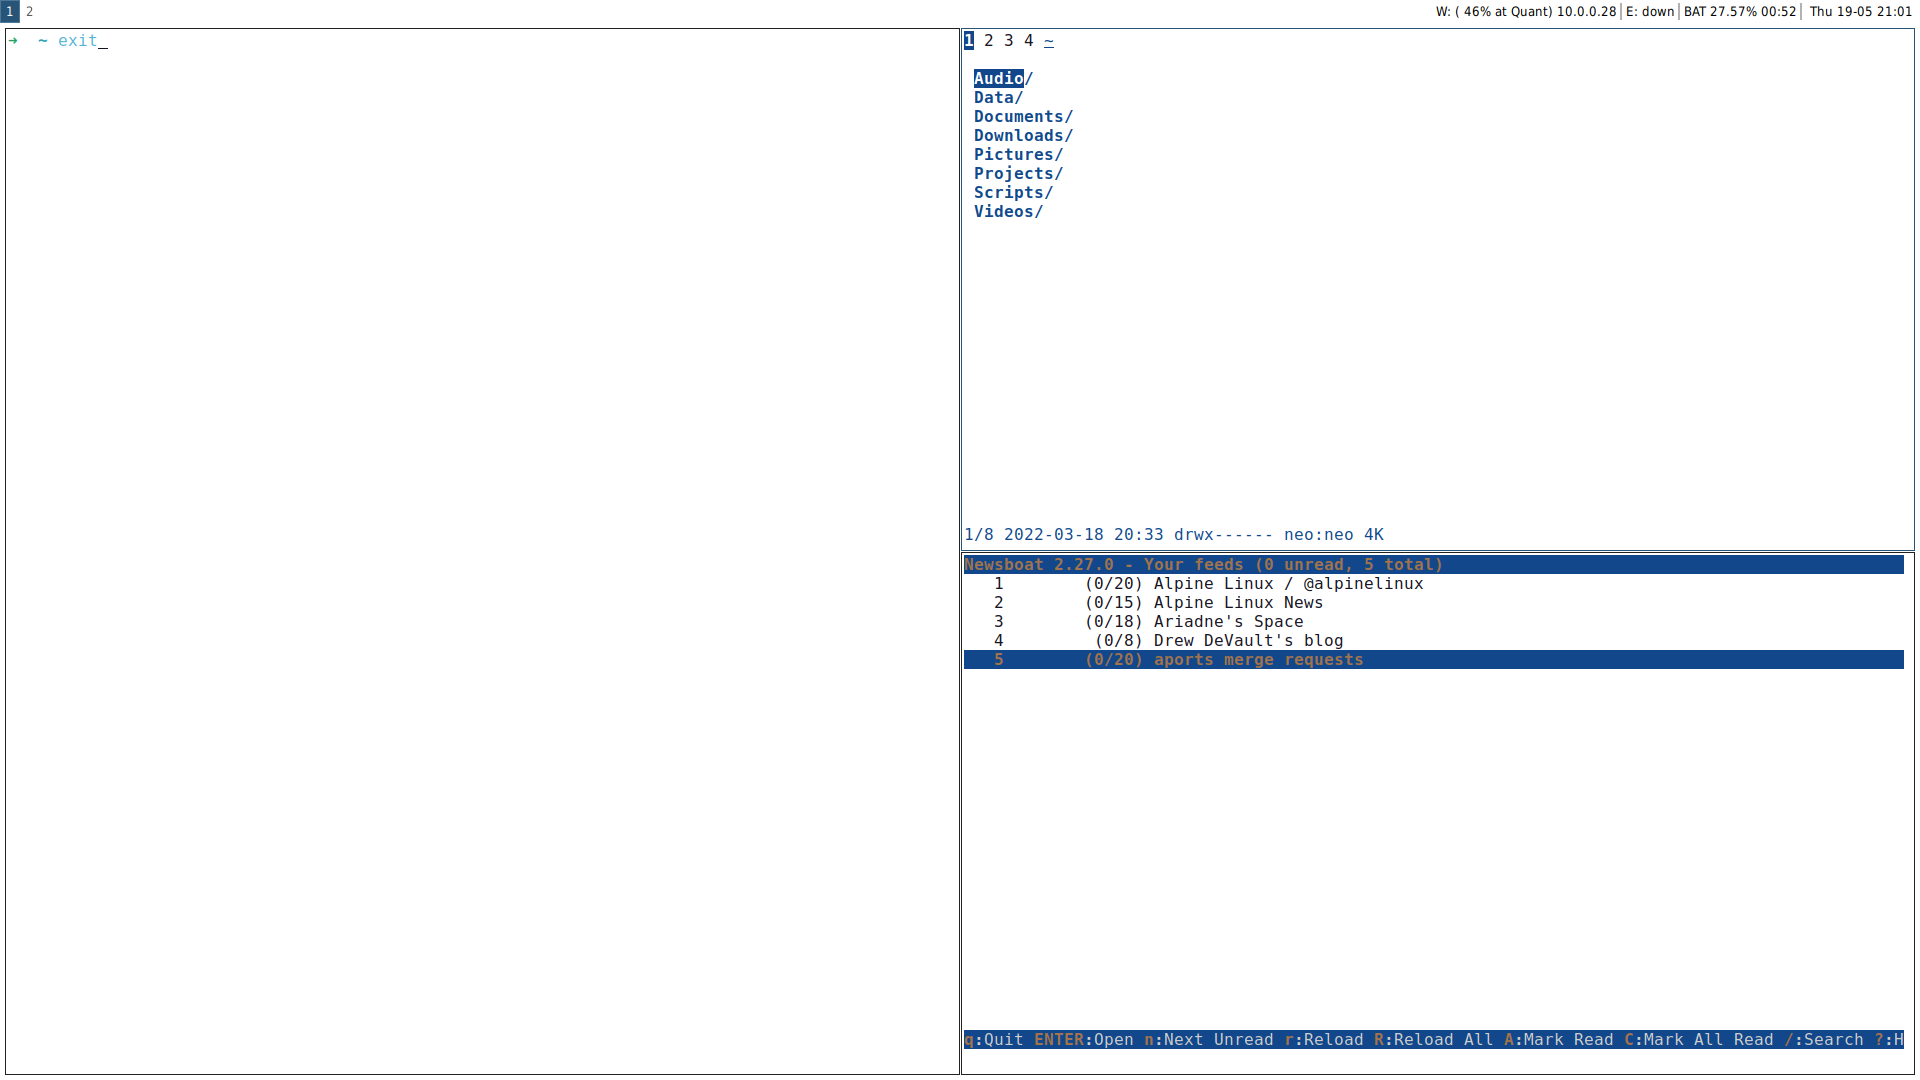 1 2
W: ( 46% at Quant) 10.0.0.28 | E: down | BAT 27.57% 00:52 | Thu 19-05 21:01
➜ ~ exit_
1 2 3 4 ~
Audio/
Data/
Documents/
Downloads/
Pictures/
Projects/
Scripts/
Videos/
1/8 2022-03-18 20:33 drwx------ neo:neo 4K
Newsboat 2.27.0 - Your feeds (0 unread, 5 total)
1 (0/20) Alpine Linux / @alpinelinux
2 (0/15) Alpine Linux News
3 (0/18) Ariadne's Space
4 (0/8) Drew DeVault's blog
5 (0/20) aports merge requests
q:Quit ENTER:Open n:Next Unread r:Reload R:Reload All A:Mark Read C:Mark All Read /:Search ?:H